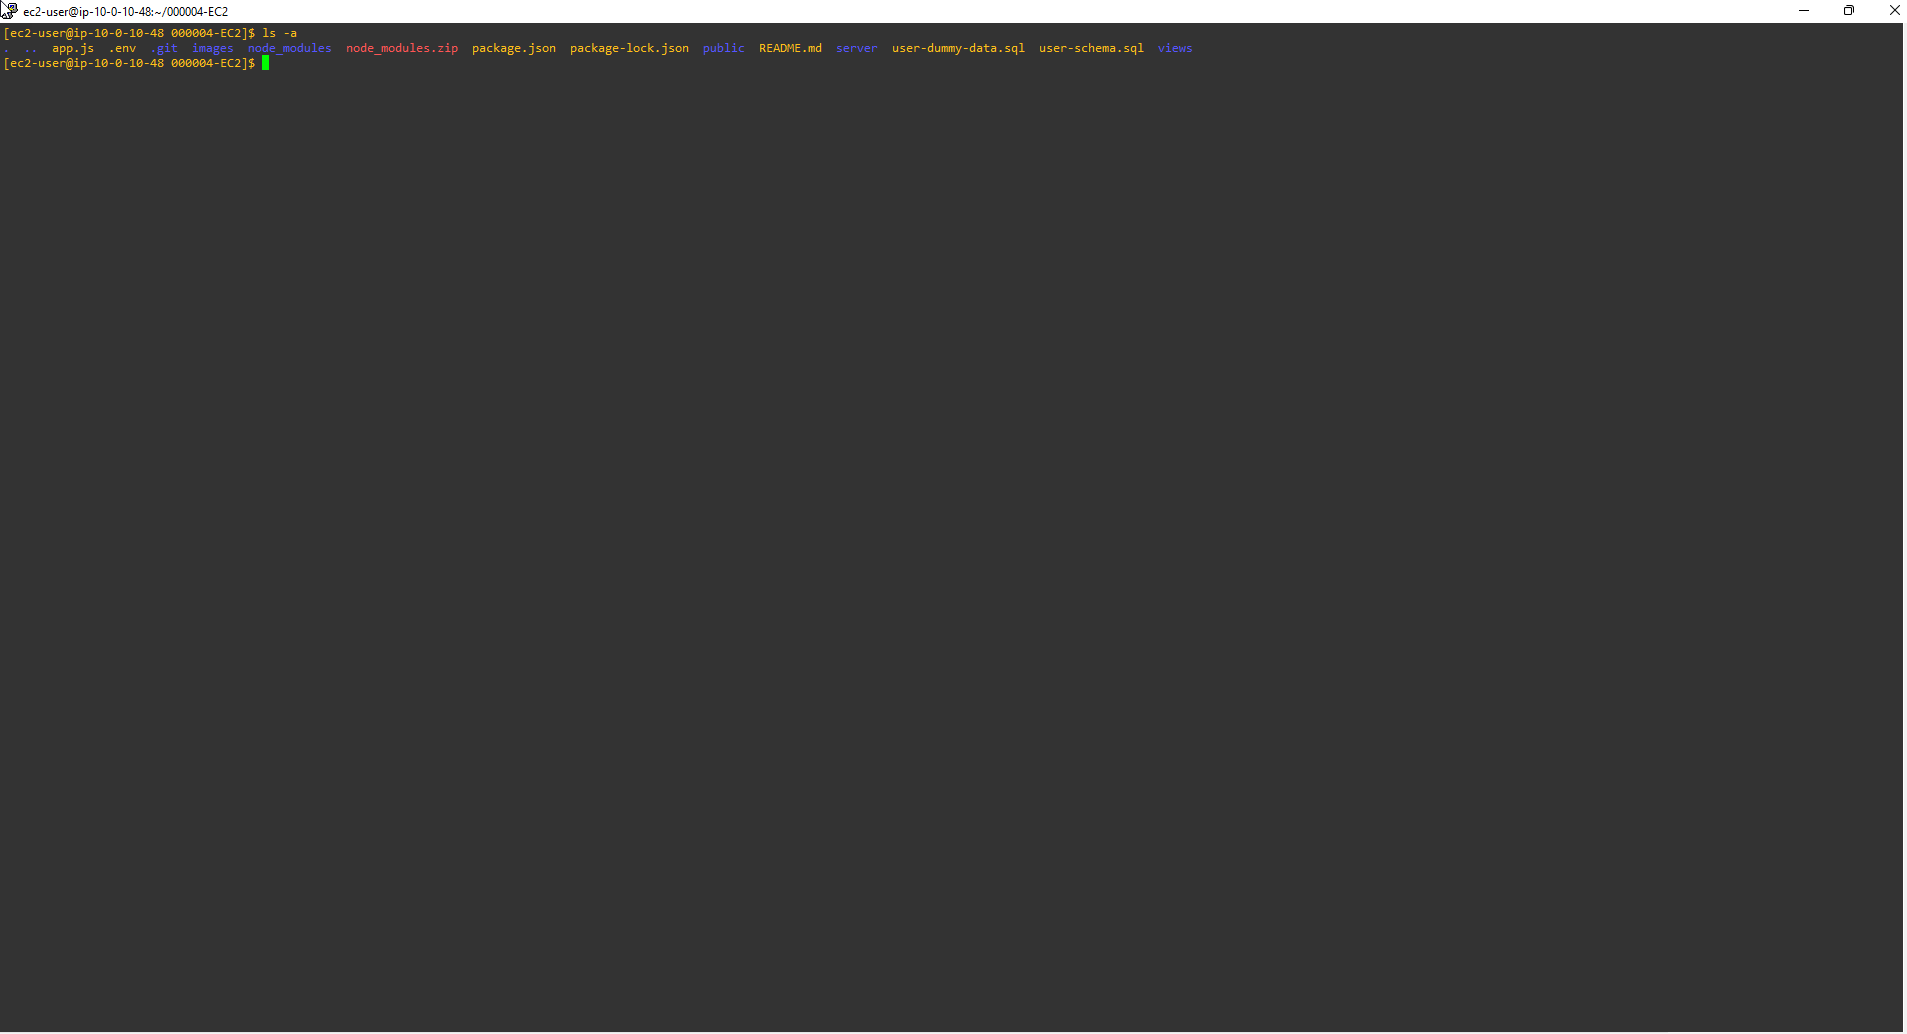 ec2-user@ip-10-0-10-48:~/000004-EC2
[ec2-user@ip-10-0-10-48 000004-EC2]$ ls -a
.  ..  app.js  .env  .git  images  node_modules  node_modules.zip  package.json  package-lock.json  public  README.md  server  user-dummy-data.sql  user-schema.sql  views
[ec2-user@ip-10-0-10-48 000004-EC2]$